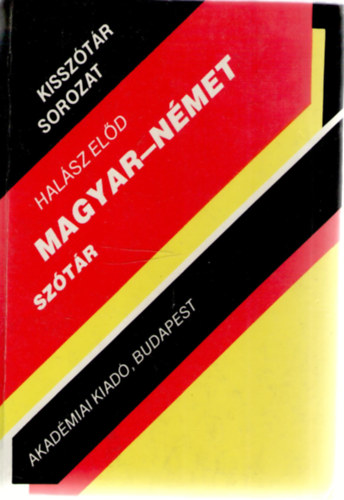 KISSZÓTÁR
SOROZAT
HALÁSZ ELŐD
MAGYAR–NÉMET
SZÓTÁR
AKADÉMIAI KIADÓ, BUDAPEST